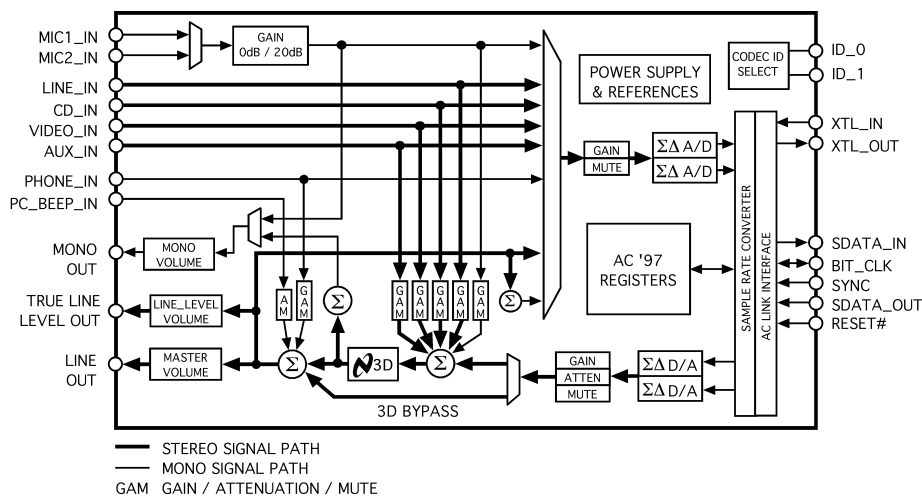 MIC1_IN
MIC2_IN
GAIN
0dB / 20dB
LINE_IN
CD_IN
VIDEO_IN
AUX_IN
PHONE_IN
PC_BEEP_IN
MONO
OUT
MONO
VOLUME
TRUE LINE
LEVEL OUT
LINE_LEVEL
VOLUME
LINE
OUT
MASTER
VOLUME
A
M
G
A
M
Σ
Σ
3D
G
A
M
G
A
M
G
A
M
G
A
M
G
A
M
Σ
Σ
3D BYPASS
POWER SUPPLY
& REFERENCES
CODEC ID
SELECT
ID_0
ID_1
GAIN
MUTE
ΣΔ A/D
ΣΔ A/D
AC '97
REGISTERS
SAMPLE RATE CONVERTER
AC LINK INTERFACE
XTL_IN
XTL_OUT
SDATA_IN
BIT_CLK
SYNC
SDATA_OUT
RESET#
GAIN
ATTEN
MUTE
ΣΔ D/A
ΣΔ D/A
STEREO SIGNAL PATH
MONO SIGNAL PATH
GAM GAIN / ATTENUATION / MUTE